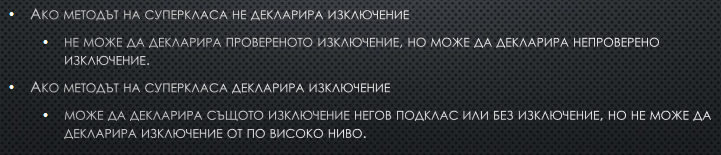 • Ако методът на суперкласа не декларира изключение
• не може да декларира провереното изключение, но може да декларира непроверено
изключение.
• Ако методът на суперкласа декларира изключение
• може да декларира същото изключение негов подклас или без изключение, но не може да
декларира изключение от по високо ниво.